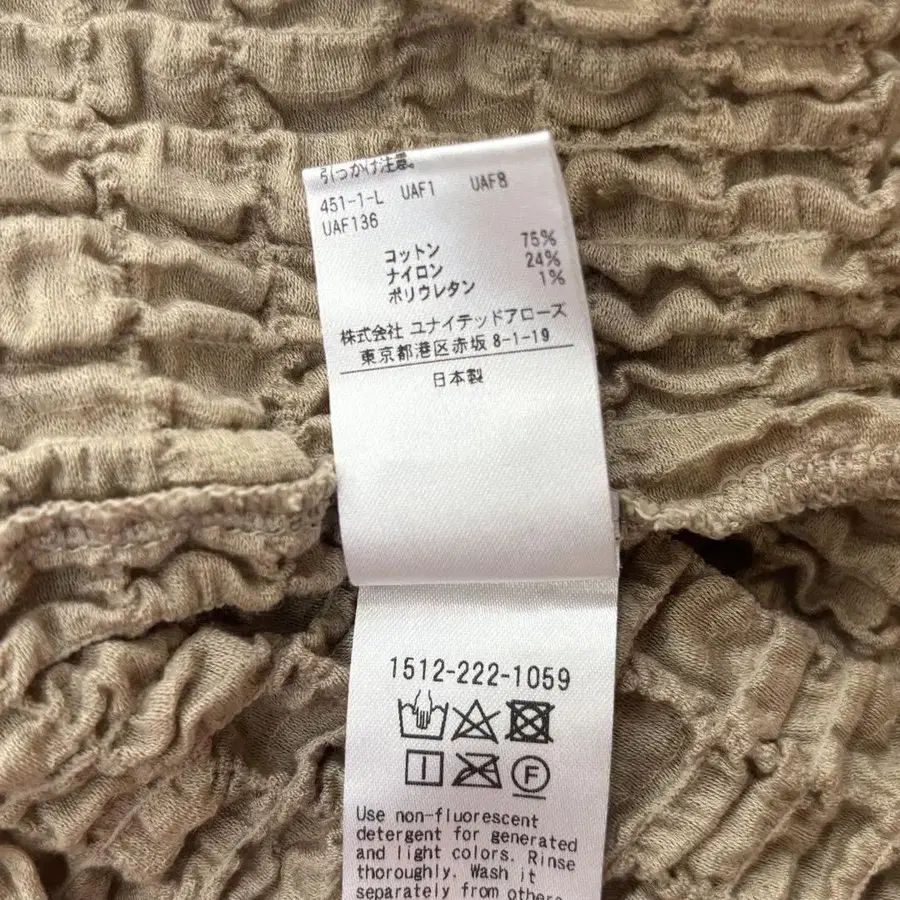 引っかけ注意。
451-1-L UAF1 UAF8
UAF136
コットン 75%
ナイロン 24%
ポリウレタン 1%
株式会社 ユナイテッドアローズ
東京都港区赤坂 8-1-19
日本製
1512-222-1059
F
Use non-fluorescent
detergent for generated
and light colors. Rinse
thoroughly. Wash it
separately from others